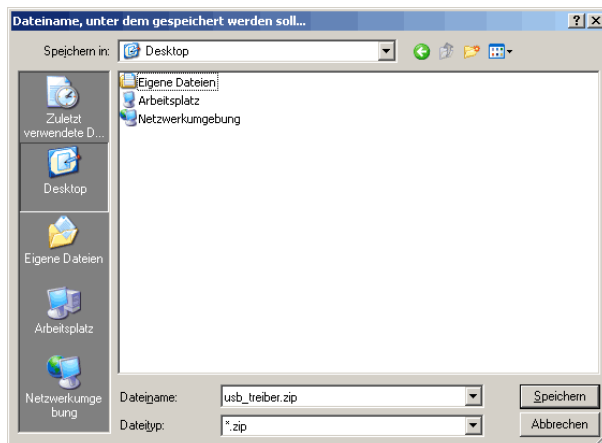 Dateiname, unter dem gespeichert werden soll...
Speichern in:
Desktop
Zuletzt
verwendete D...
Desktop
Eigene Dateien
Arbeitsplatz
Netzwerkumge
bung
Eigene Dateien
Arbeitsplatz
Netzwerkumgebung
Dateiname:
usb_treiber.zip
Speichern
Dateityp:
*.zip
Abbrechen